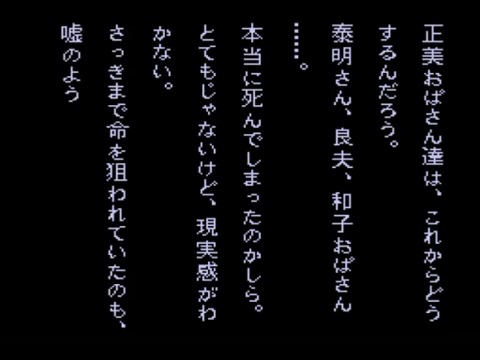 正美おばさん達は、これからどう
するんだろう。
泰明さん、良夫、和子おばさん
……。
本当に死んでしまったのかしら。
とてもじゃないけど、現実感がわ
かない。
さっきまで命を狙われていたのも、
嘘のよう